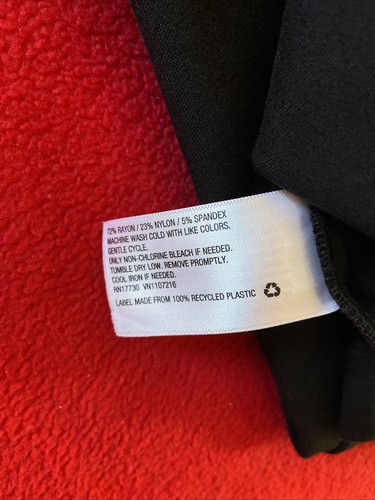 72% RAYON / 23% NYLON / 5% SPANDEX
MACHINE WASH COLD WITH LIKE COLORS.
GENTLE CYCLE.
ONLY NON-CHLORINE BLEACH IF NEEDED.
TUMBLE DRY LOW. REMOVE PROMPTLY.
COOL IRON IF NEEDED.
RN17730 VN1107216
LABEL MADE FROM 100% RECYCLED PLASTIC